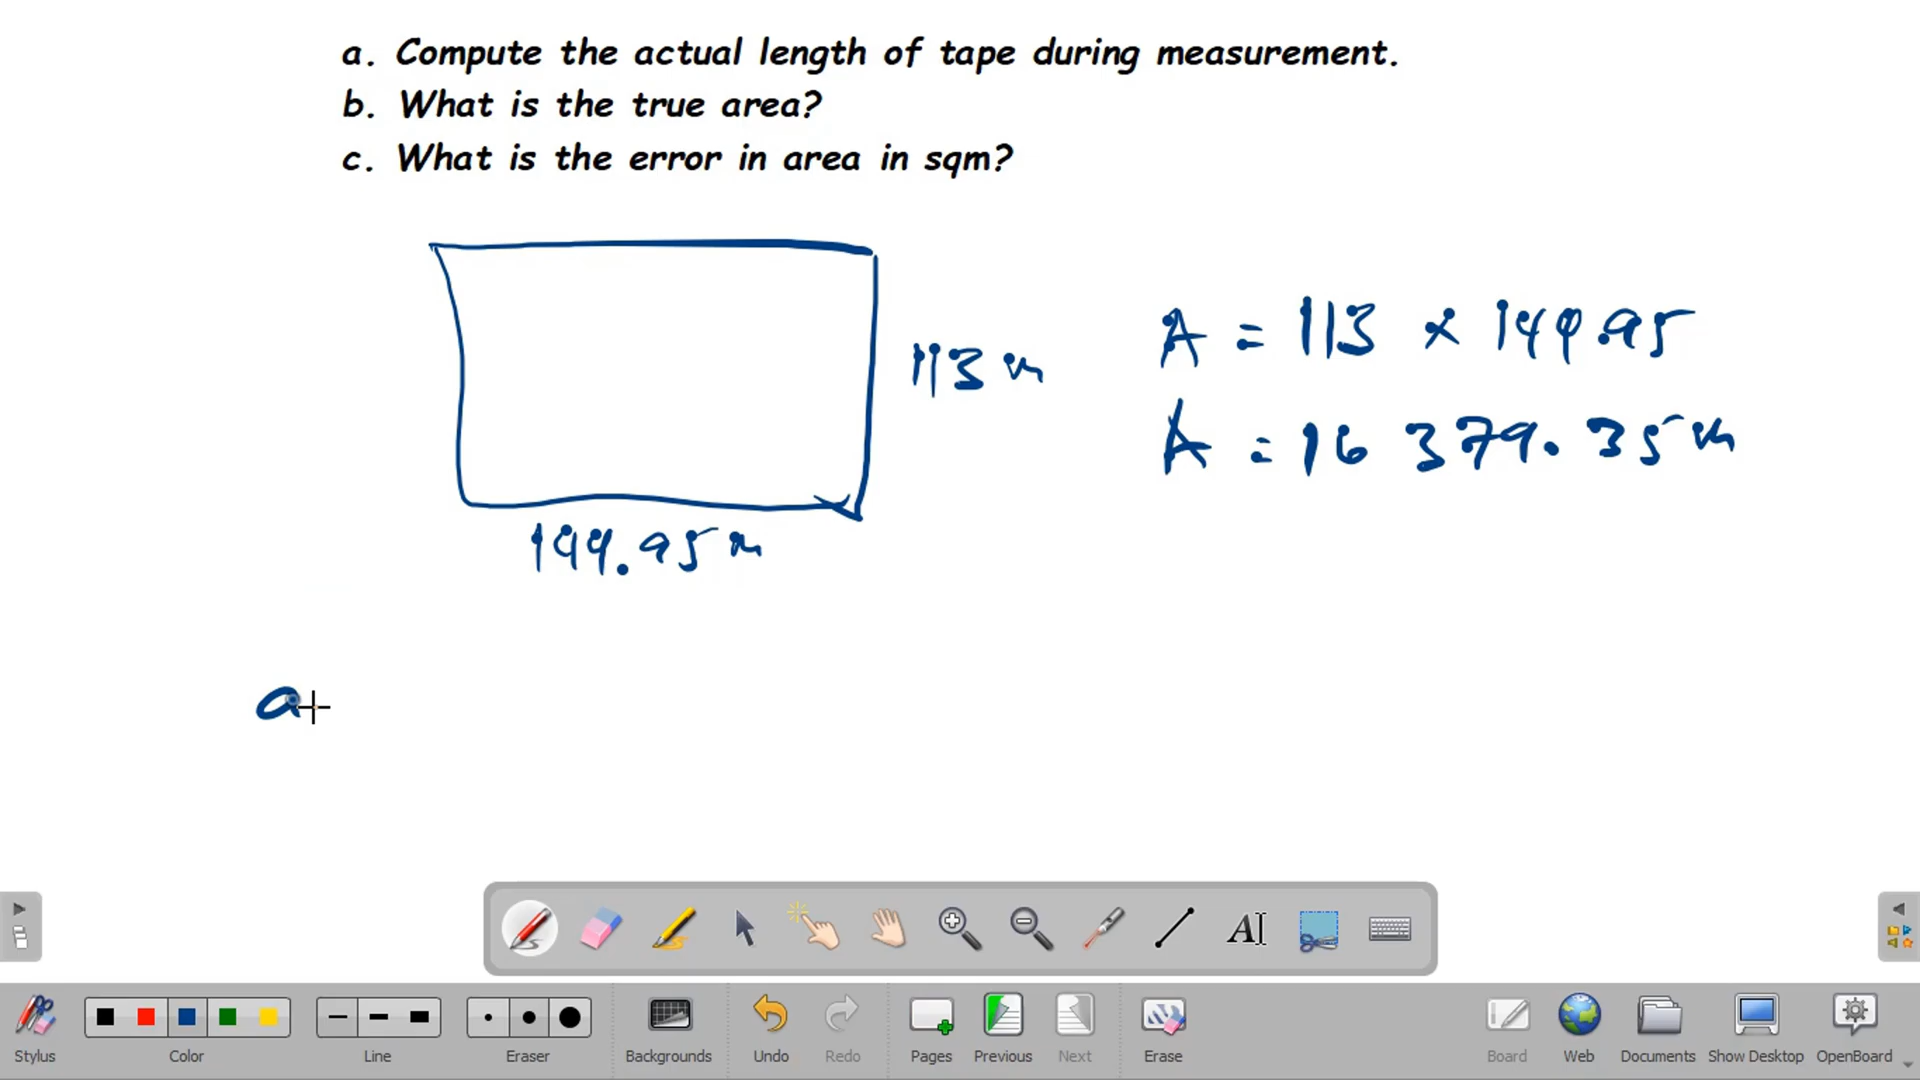 a. Compute the actual length of tape during measurement.
b. What is the true area?
c. What is the error in area in sqm?
A = 113 x 144.95
113 m
A = 16 379.35 m
144.95 m
a
Stylus Color Line Eraser Backgrounds Undo Redo Pages Previous Next Erase Board Web Documents Show Desktop OpenBoard